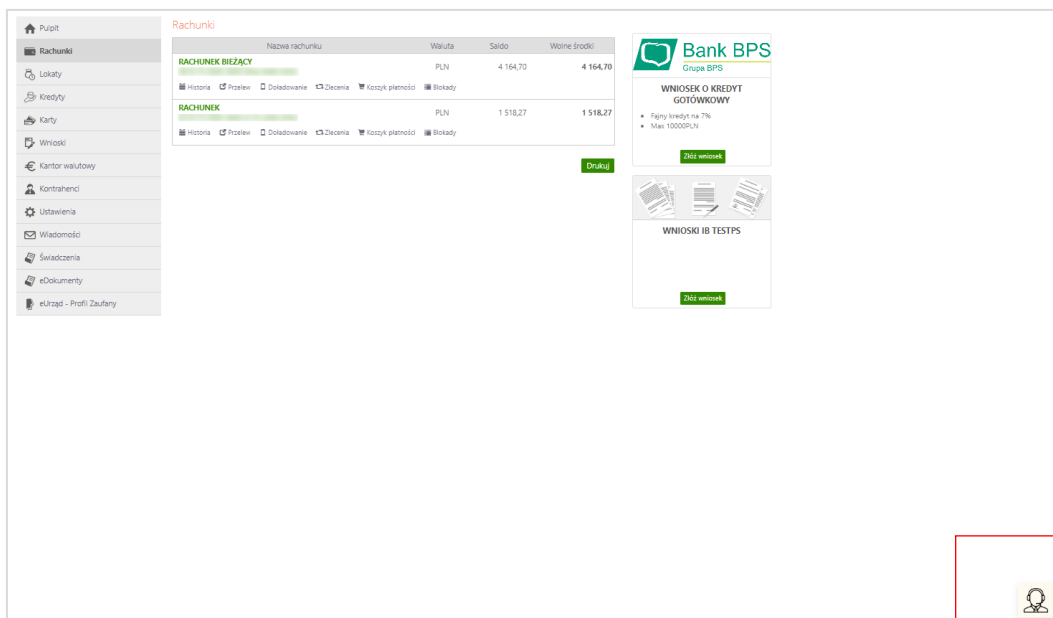 Pulpit
Rachunki
Lokaty
Kredyty
Karty
Wnioski
Kantor walutowy
Kontrahenci
Ustawienia
Wiadomości
Świadczenia
eDokumenty
eUrząd - Profil Zaufany
Rachunki
Nazwa rachunku Waluta Saldo Wolne środki
RACHUNEK BIEŻĄCY
PLN 4 164,70 4 164,70
Historia Przelew Doładowanie Zlecenia Koszyk płatności Blokady
RACHUNEK
PLN 1 518,27 1 518,27
Historia Przelew Doładowanie Zlecenia Koszyk płatności Blokady
Drukuj
Bank BPS
Grupa BPS
WNIOSEK O KREDYT
GOTÓWKOWY
Fajny kredyt na 7%
Max 10000PLN
Złóż wniosek
WNIOSKI IB TESTPS
Złóż wniosek